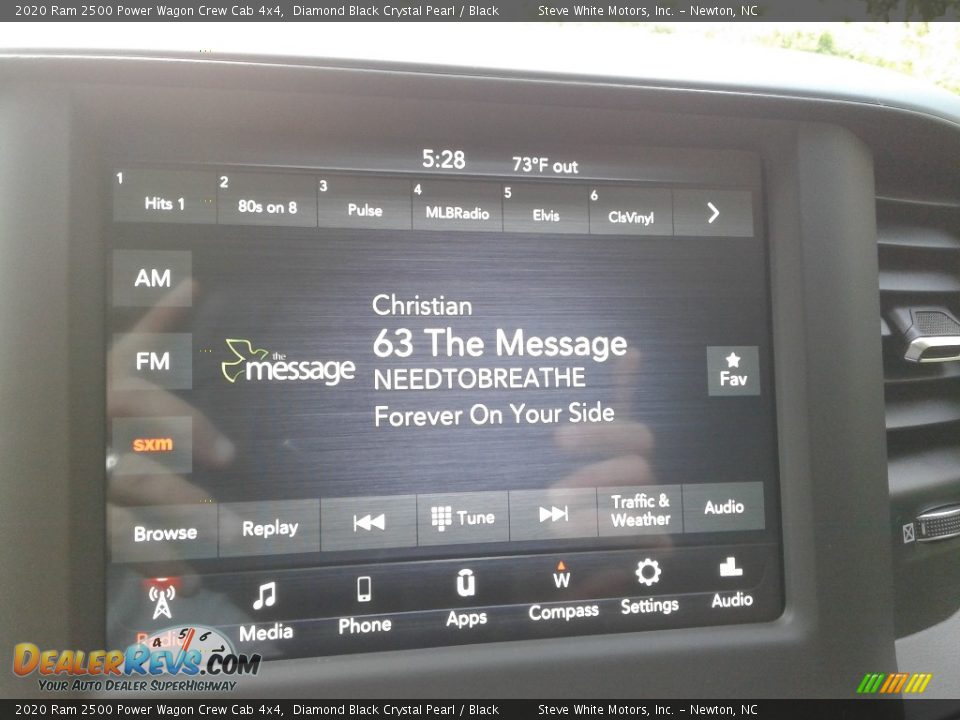 2020 Ram 2500 Power Wagon Crew Cab 4x4, Diamond Black Crystal Pearl / Black Steve White Motors, Inc. - Newton, NC
5:28 73°F out
1 Hits 1 2 80s on 8 3 Pulse 4 MLBRadio 5 Elvis 6 ClsVinyl
AM
FM
sxm
the message
Christian
63 The Message
NEEDTOBREATHE
Forever On Your Side
Fav
Browse Replay Tune Traffic & Weather Audio
Radio Media Phone Apps W Compass Settings Audio
4 5 6
DealerRevs.com
Your Auto Dealer SuperHighway
2020 Ram 2500 Power Wagon Crew Cab 4x4, Diamond Black Crystal Pearl / Black Steve White Motors, Inc. - Newton, NC